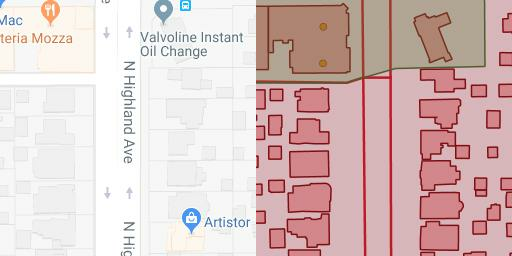 Mac
teria Mozza
Valvoline Instant
Oil Change
N Highland Ave
Artistor
N Hig